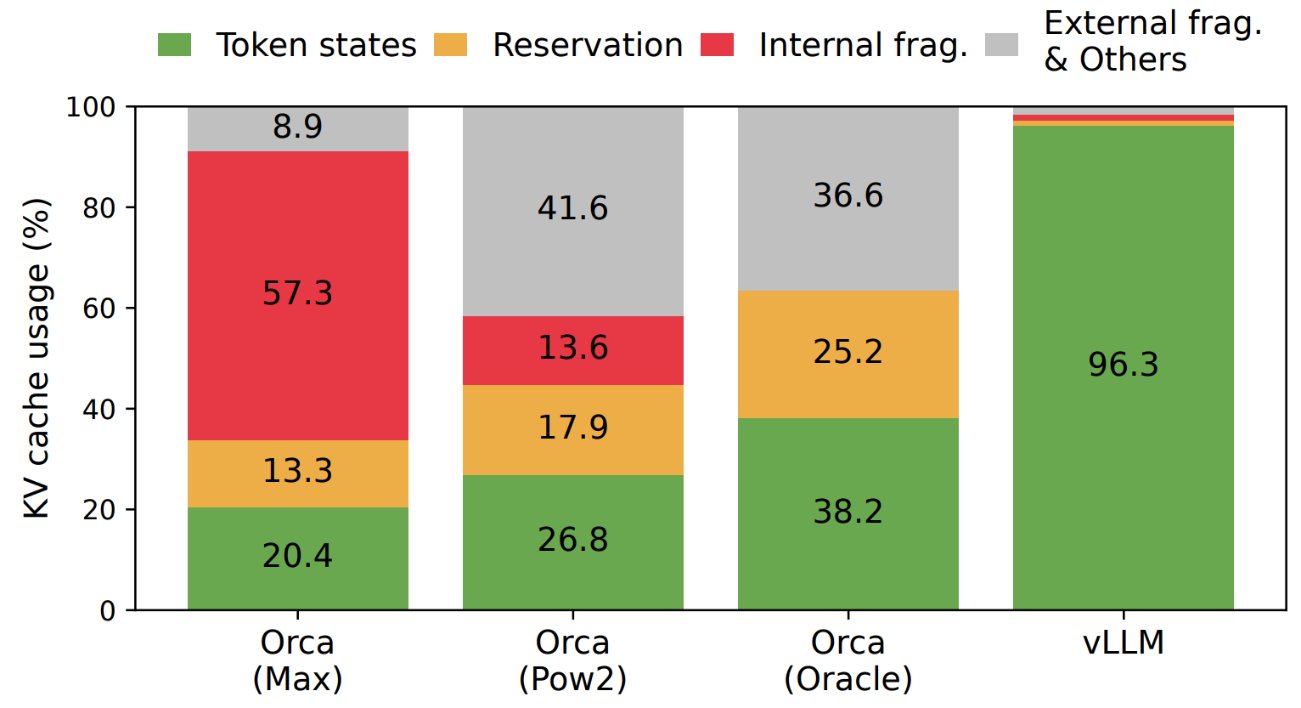 Token states
Reservation
Internal frag.
External frag.
& Others
KV cache usage (%)
100
80
60
40
20
0
8.9
57.3
13.3
20.4
41.6
13.6
17.9
26.8
36.6
25.2
38.2
96.3
Orca
(Max)
Orca
(Pow2)
Orca
(Oracle)
vLLM